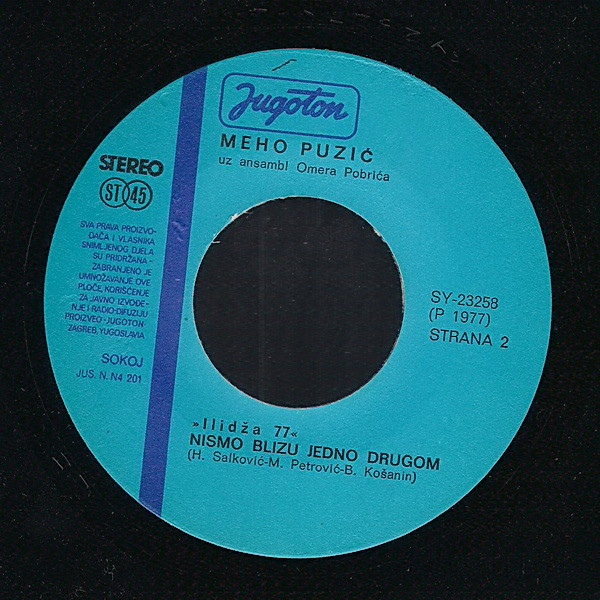 Jugoton
MEHO PUZIĆ
uz ansambl Omera Pobrića
STEREO
ST 45
SVA PRAVA PROIZVO-
ĐAČA I VLASNIKA
SNIMLJENOG DJELA
SU PRIDRŽANA -
ZABRANJENO JE
UMNOŽAVANJE OVE
PLOČE, KORIŠĆENJE
ZA JAVNO IZVOĐE-
NJE I RADIO-DIFUZIJU
PROIZVEO - JUGOTON -
ZAGREB, YUGOSLAVIA
SOKOJ
JUS. N. N4 201
SY-23258
(P 1977)
STRANA 2
»Ilidža 77«
NISMO BLIZU JEDNO DRUGOM
(H. Salković-M. Petrović-B. Košanin)